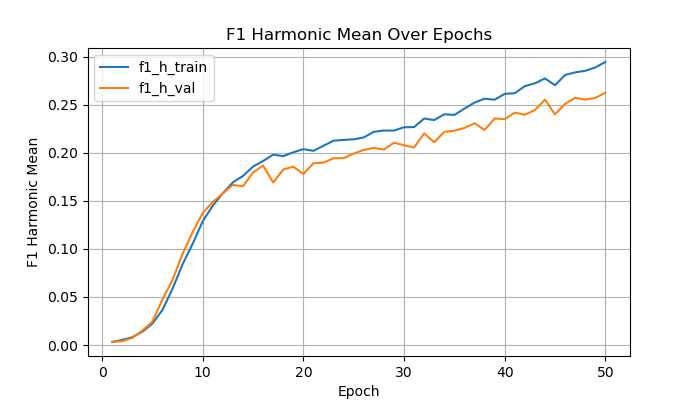 F1 Harmonic Mean Over Epochs
f1_h_train
f1_h_val
F1 Harmonic Mean
0.30
0.25
0.20
0.15
0.10
0.05
0.00
0 10 20 30 40 50
Epoch